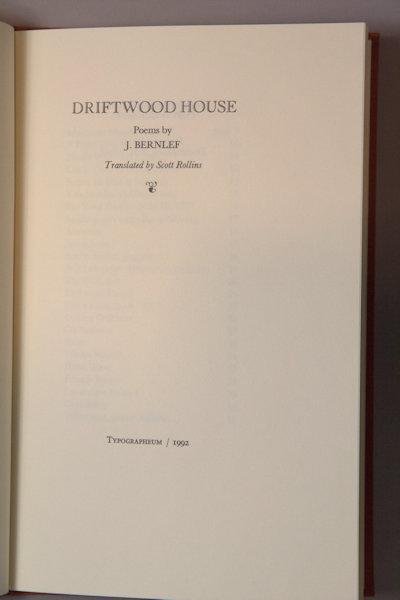 DRIFTWOOD HOUSE
Poems by
J. BERNLEF
Translated by Scott Rollins
TYPOGRAPHEUM / 1992